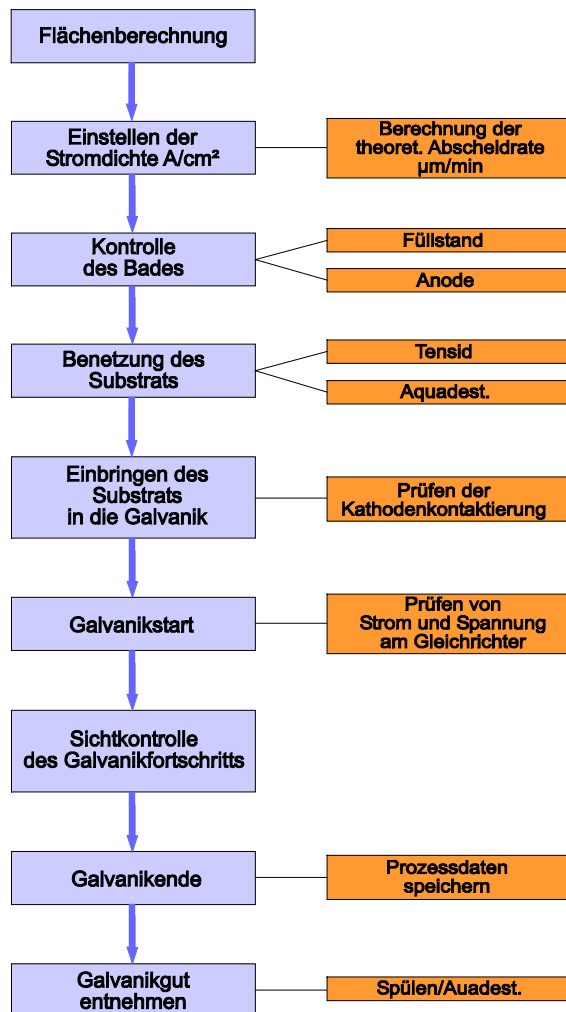 Flächenberechnung
Einstellen der
Stromdichte A/cm²
Berechnung der
theoret. Abscheidrate
µm/min
Kontrolle
des Bades
Füllstand
Anode
Benetzung des
Substrats
Tensid
Aquadest.
Einbringen des
Substrats
in die Galvanik
Prüfen der
Kathodenkontaktierung
Galvanikstart
Prüfen von
Strom und Spannung
am Gleichrichter
Sichtkontrolle
des Galvanikfortschritts
Galvanikende
Prozessdaten
speichern
Galvanikgut
entnehmen
Spülen/Auadest.